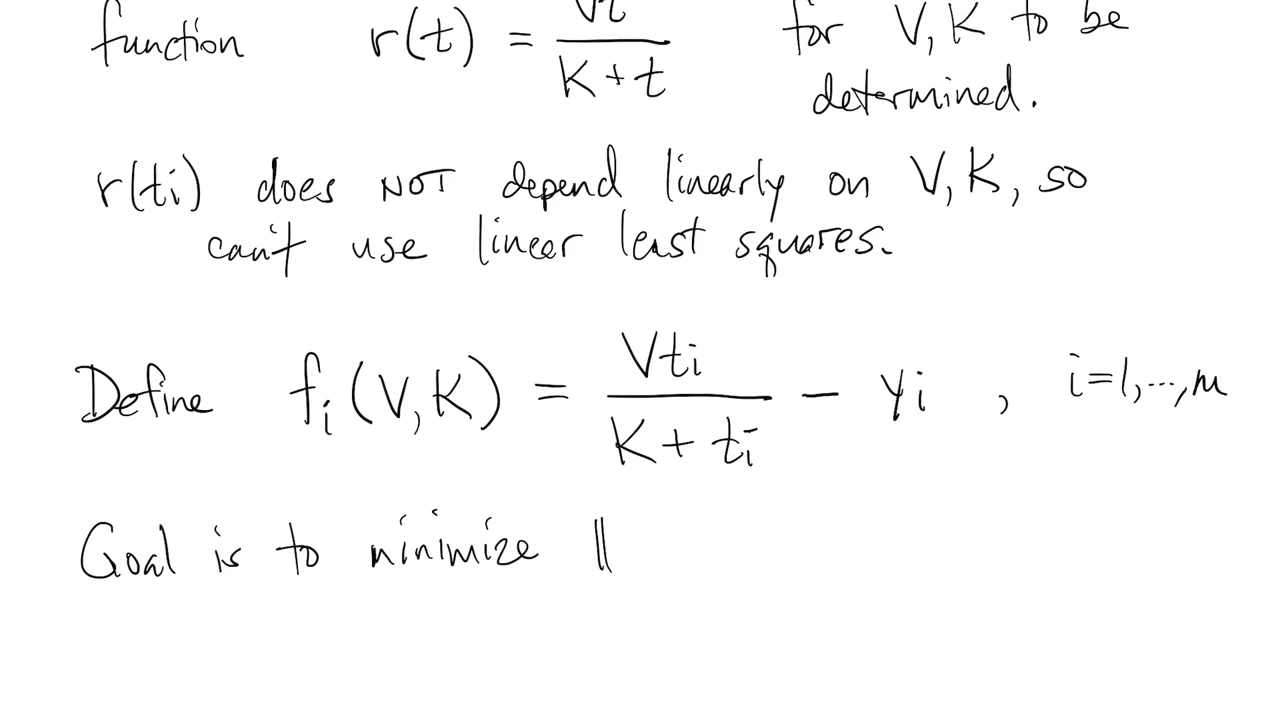 function r(t) = Vt / (K + t) for V, K to be
determined.
r(ti) does NOT depend linearly on V, K, so
can't use linear least squares.
Define fi(V, K) = Vti / (K + ti) − yi , i=1,...,m
Goal is to minimize ‖